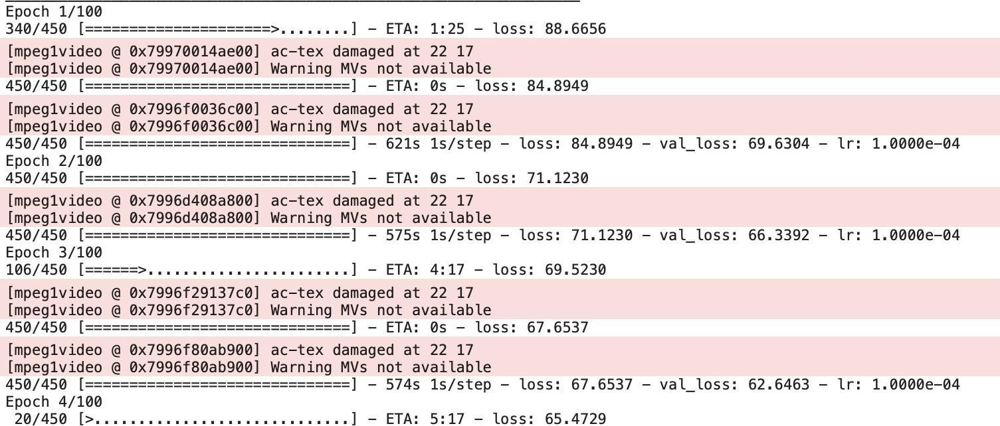 Epoch 1/100
340/450 [=====================>........] - ETA: 1:25 - loss: 88.6656
[mpeg1video @ 0x79970014ae00] ac-tex damaged at 22 17
[mpeg1video @ 0x79970014ae00] Warning MVs not available
450/450 [==============================] - ETA: 0s - loss: 84.8949
[mpeg1video @ 0x7996f0036c00] ac-tex damaged at 22 17
[mpeg1video @ 0x7996f0036c00] Warning MVs not available
450/450 [==============================] - 621s 1s/step - loss: 84.8949 - val_loss: 69.6304 - lr: 1.0000e-04
Epoch 2/100
450/450 [==============================] - ETA: 0s - loss: 71.1230
[mpeg1video @ 0x7996d408a800] ac-tex damaged at 22 17
[mpeg1video @ 0x7996d408a800] Warning MVs not available
450/450 [==============================] - 575s 1s/step - loss: 71.1230 - val_loss: 66.3392 - lr: 1.0000e-04
Epoch 3/100
106/450 [======>.......................] - ETA: 4:17 - loss: 69.5230
[mpeg1video @ 0x7996f29137c0] ac-tex damaged at 22 17
[mpeg1video @ 0x7996f29137c0] Warning MVs not available
450/450 [==============================] - ETA: 0s - loss: 67.6537
[mpeg1video @ 0x7996f80ab900] ac-tex damaged at 22 17
[mpeg1video @ 0x7996f80ab900] Warning MVs not available
450/450 [==============================] - 574s 1s/step - loss: 67.6537 - val_loss: 62.6463 - lr: 1.0000e-04
Epoch 4/100
20/450 [>.............................] - ETA: 5:17 - loss: 65.4729